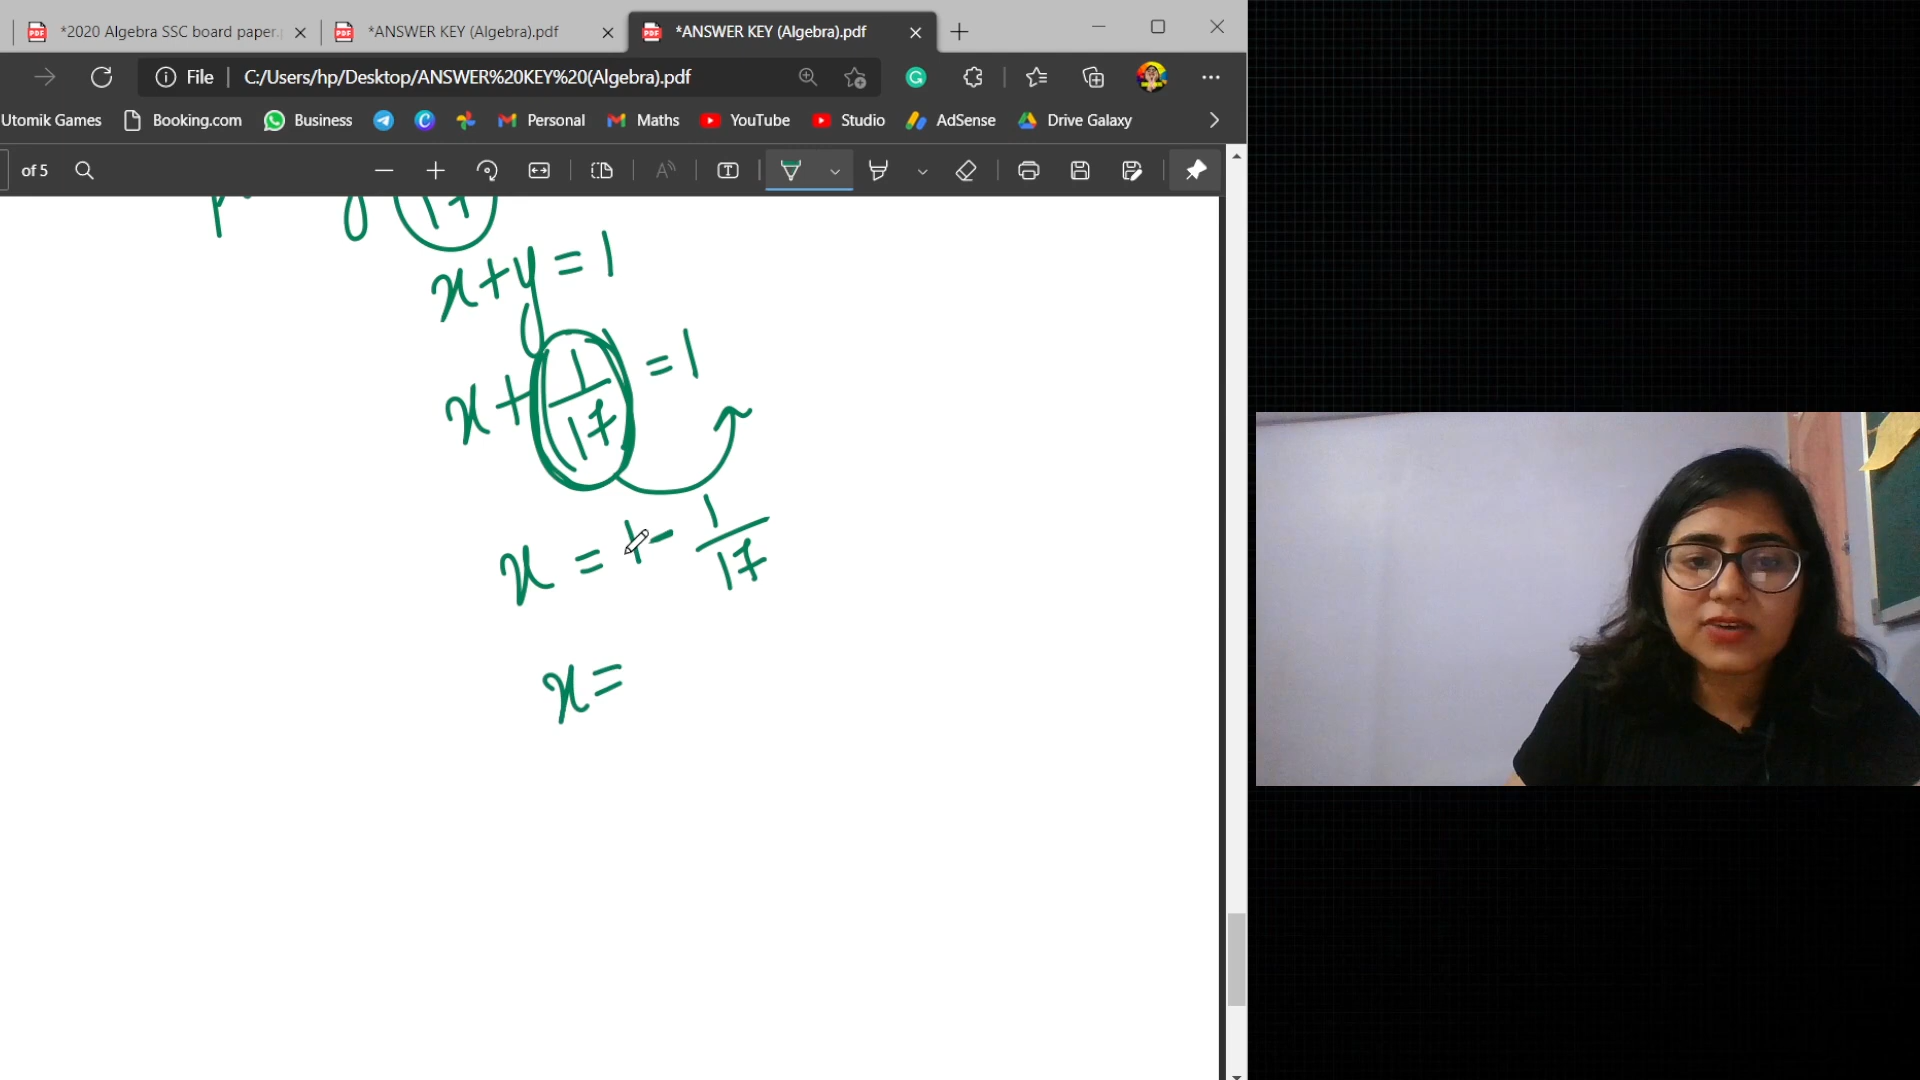 *2020 Algebra SSC board paper.
*ANSWER KEY (Algebra).pdf
*ANSWER KEY (Algebra).pdf
File C:/Users/hp/Desktop/ANSWER%20KEY%20(Algebra).pdf
Utomik Games Booking.com Business Personal Maths YouTube Studio AdSense Drive Galaxy
of 5
17
x+y=1
x+ 1/17 =1
x = 1- 1/17
x=